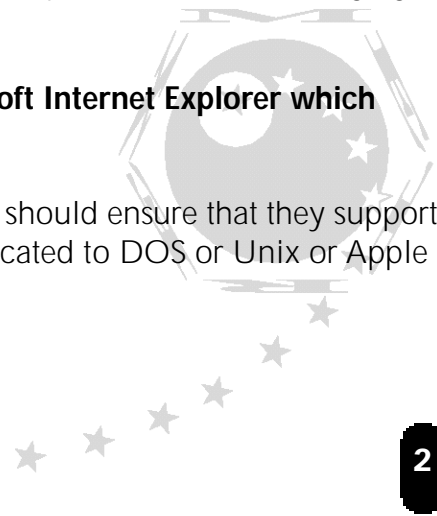 oft Internet Explorer which
should ensure that they support
cated to DOS or Unix or Apple
2